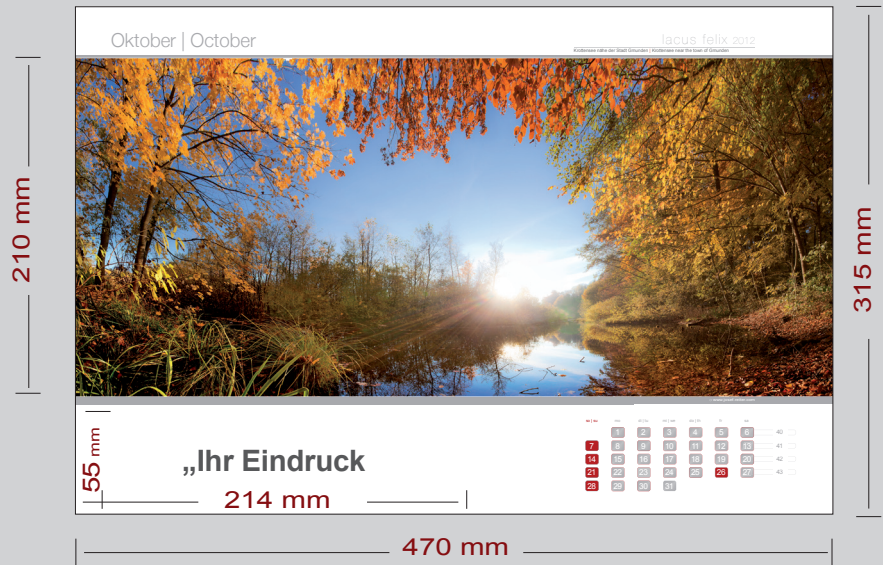 Oktober | October
lacus felix 2012
Krottensee nähe der Stadt Gmunden | Krottensee near the town of Gmunden
210 mm
315 mm
55 mm
„Ihr Eindruck
214 mm
470 mm
1 2 3 4 5 6 40
7 8 9 10 11 12 13 41
14 15 16 17 18 19 20 42
21 22 23 24 25 26 27 43
28 29 30 31